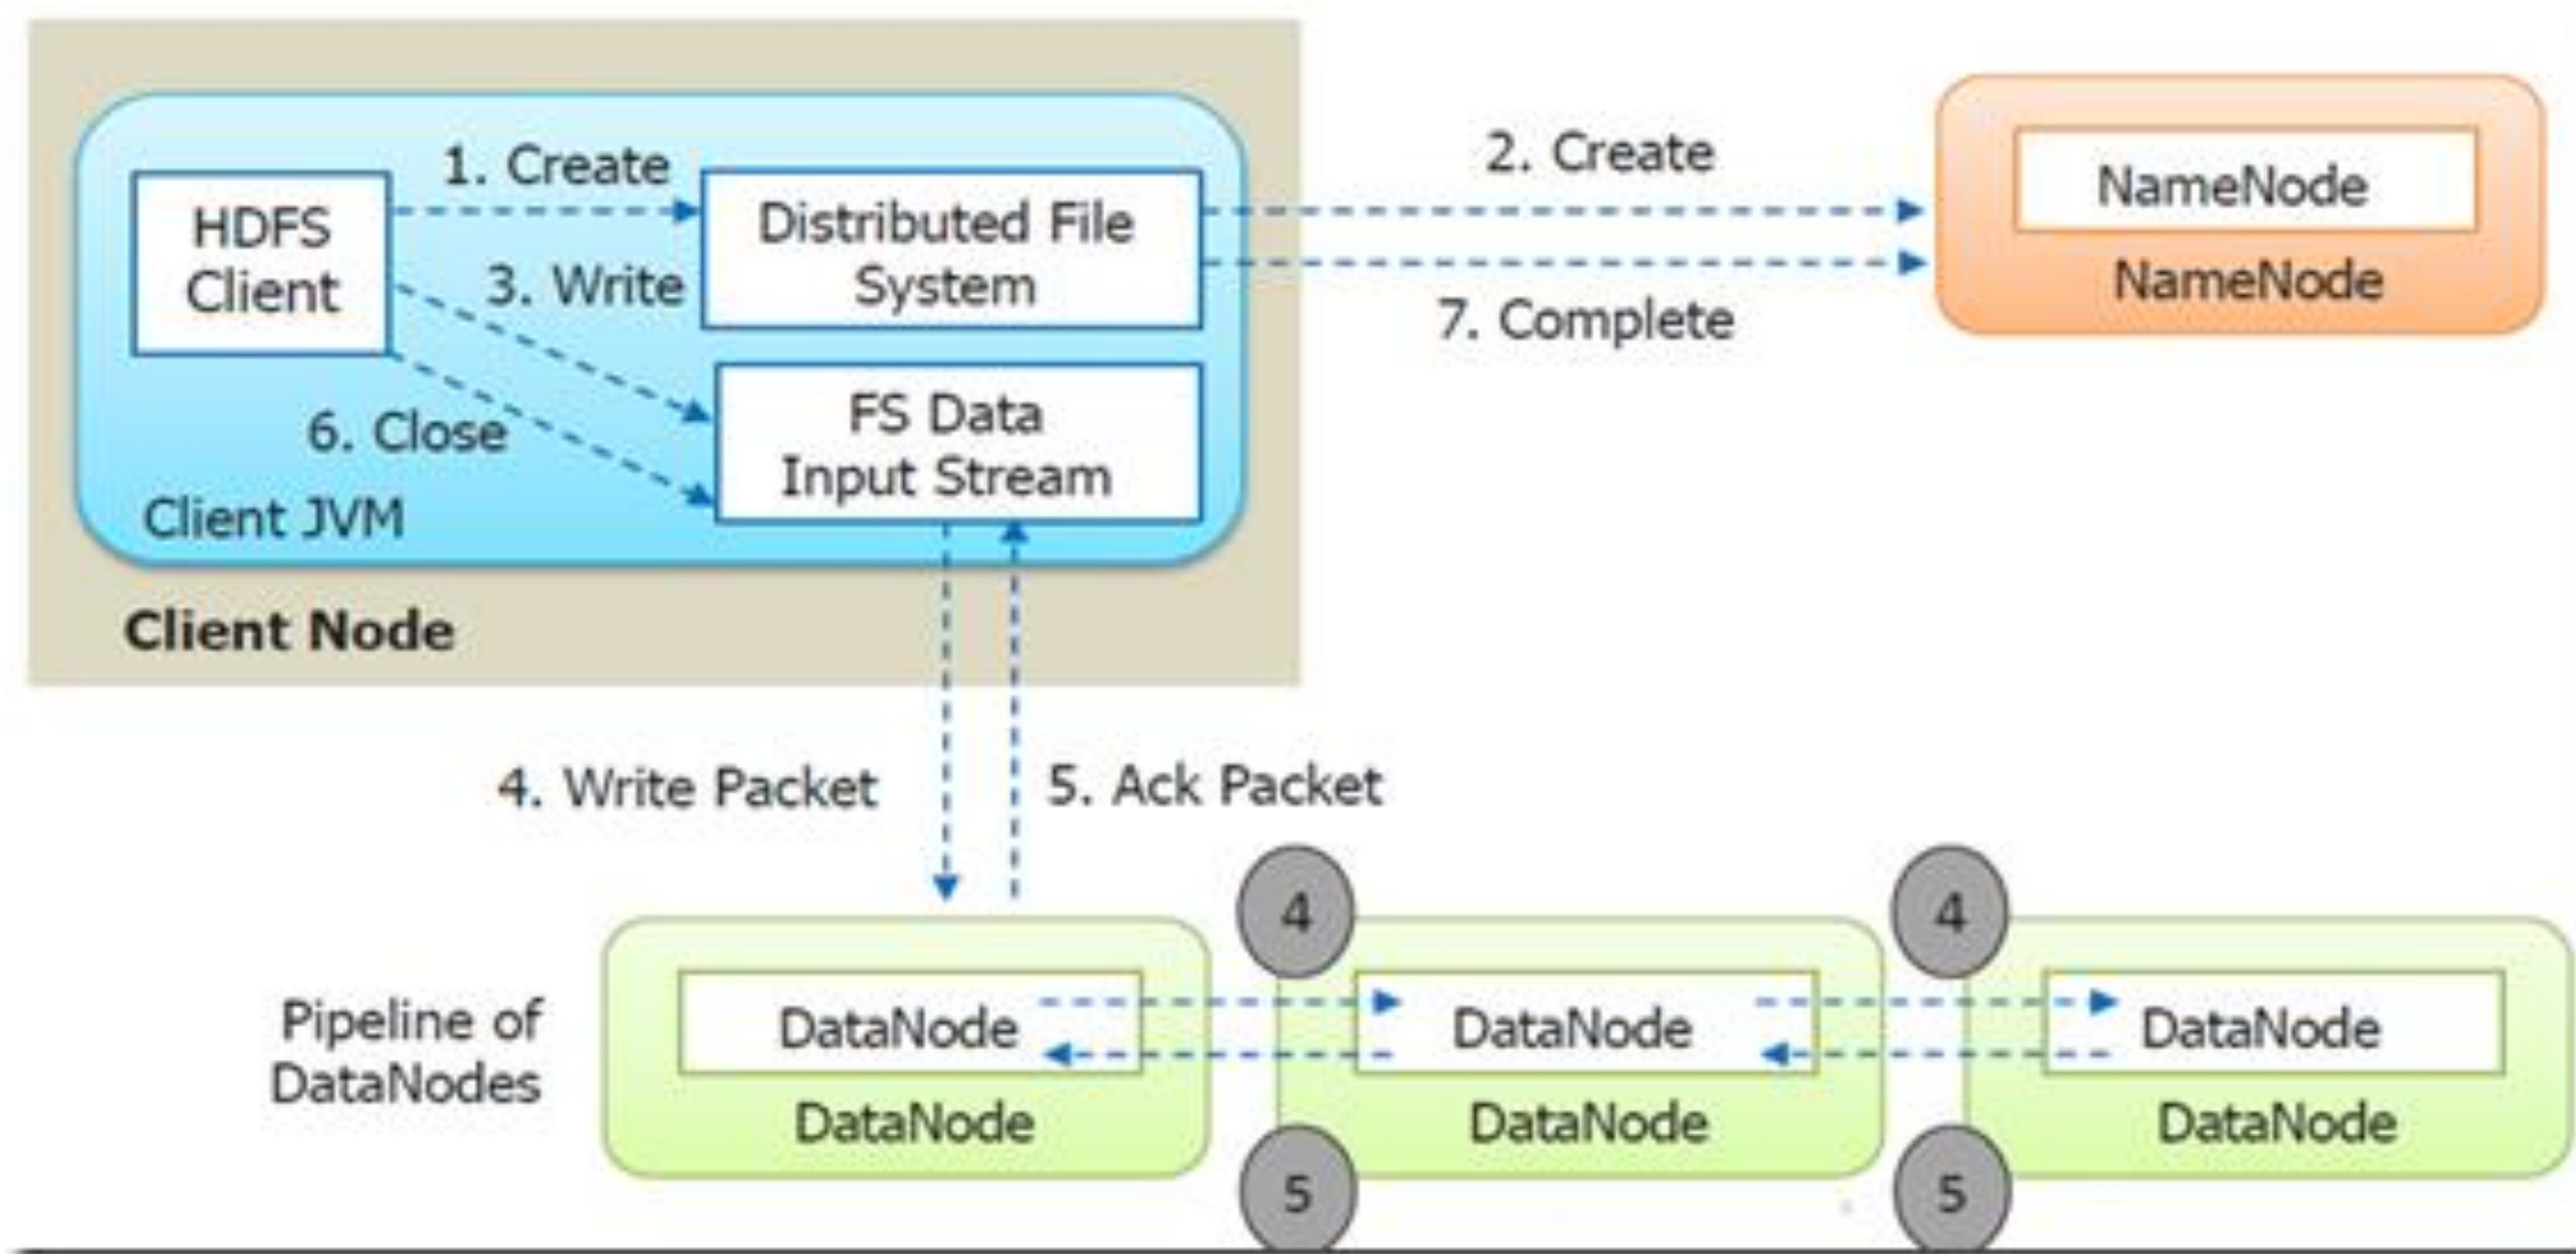 1. Create
HDFS
Client
Distributed File
System
3. Write
FS Data
Input Stream
6. Close
Client JVM
Client Node
2. Create
7. Complete
NameNode
NameNode
4. Write Packet
5. Ack Packet
Pipeline of
DataNodes
4
4
DataNode
DataNode
DataNode
DataNode
DataNode
DataNode
5
5